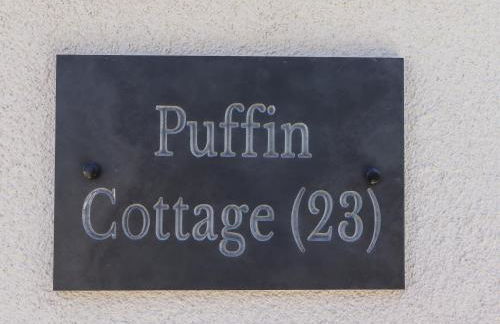 Puffin
Cottage (23)